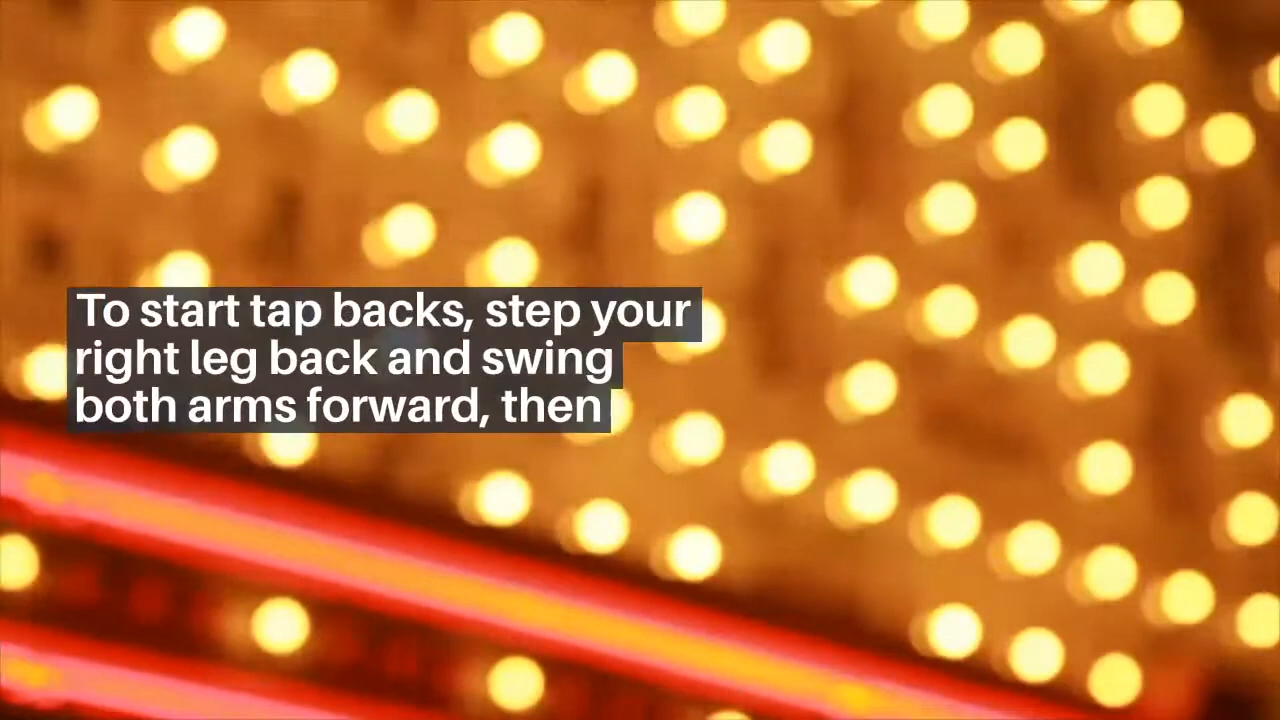 To start tap backs, step your
right leg back and swing
both arms forward, then